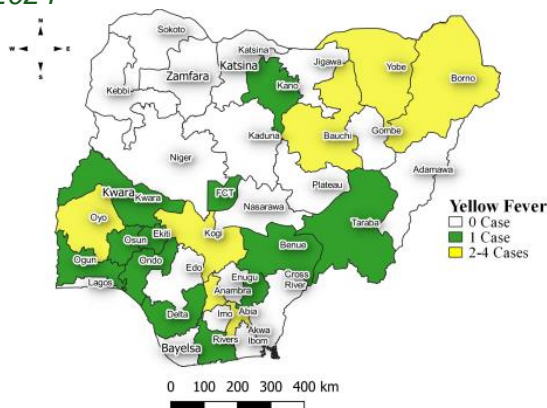 N
W E
S
Sokoto
Katsina
Katsina
Jigawa
Yobe
Borno
Zamfara
Kebbi
Kano
Kaduna
Bauchi
Gombe
Niger
Adamawa
Plateau
Kwara
Kwara
FCT
Nasarawa
Oyo
Ekiti
Kogi
Taraba
Osun
Benue
Ogun
Ondo
Edo
Enugu
Cross
River
Lagos
Anambra
Delta
Imo
Abia
Akwa
Ibom
Rivers
Bayelsa
Yellow Fever
0 Case
1 Case
2-4 Cases
0 100 200 300 400 km